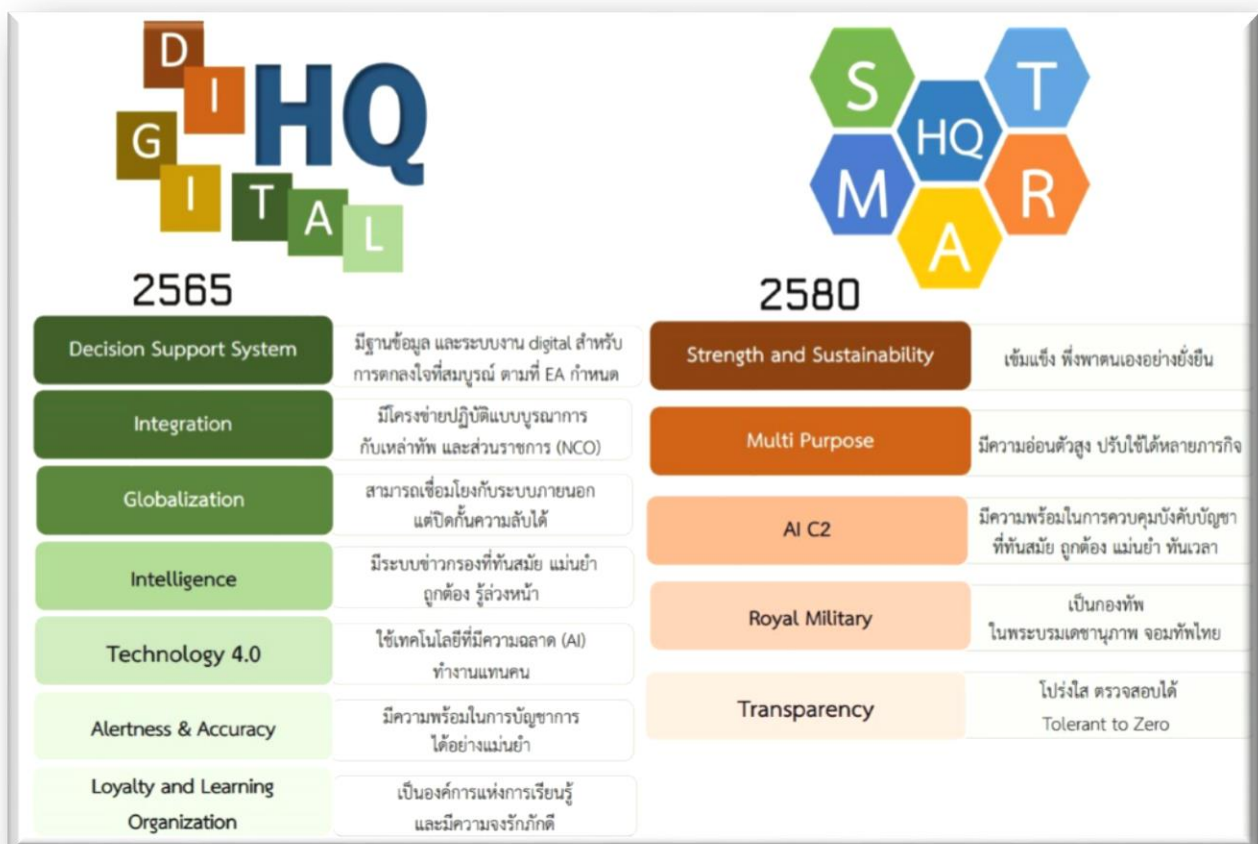 DIGITAL HQ
2565
Decision Support System
มีฐานข้อมูล และระบบงาน digital สำหรับ
การตกลงใจที่สมบูรณ์ ตามที่ EA กำหนด
Integration
มีโครงข่ายปฏิบัติแบบบูรณาการ
กับเหล่าทัพ และส่วนราชการ (NCO)
Globalization
สามารถเชื่อมโยงกับระบบภายนอก
แต่ปิดกั้นความลับได้
Intelligence
มีระบบข่าวกรองที่ทันสมัย แม่นยำ
ถูกต้อง รู้ล่วงหน้า
Technology 4.0
ใช้เทคโนโลยีที่มีความฉลาด (AI)
ทำงานแทนคน
Alertness & Accuracy
มีความพร้อมในการบัญชาการ
ได้อย่างแม่นยำ
Loyalty and Learning
Organization
เป็นองค์การแห่งการเรียนรู้
และมีความจงรักภักดี
SMART HQ
2580
Strength and Sustainability
เข้มแข็ง พึ่งพาตนเองอย่างยั่งยืน
Multi Purpose
มีความอ่อนตัวสูง ปรับใช้ได้หลายภารกิจ
AI C2
มีความพร้อมในการควบคุมบังคับบัญชา
ที่ทันสมัย ถูกต้อง แม่นยำ ทันเวลา
Royal Military
เป็นกองทัพ
ในพระบรมเดชานุภาพ จอมทัพไทย
Transparency
โปร่งใส ตรวจสอบได้
Tolerant to Zero